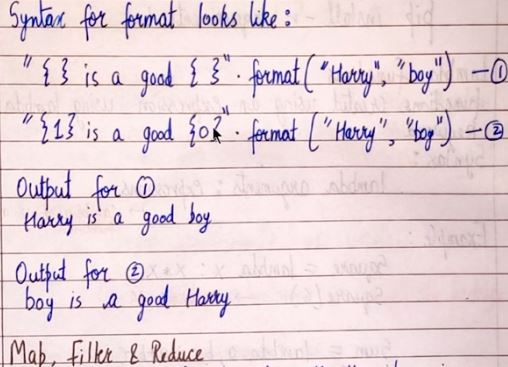 Syntax for format looks like :
"{ } is a good { }". format("Harry", "boy") — ①
"{1} is a good {0}". format ("Harry", "boy") — ②
Output for ①
Harry is a good boy
Output for ②
boy is a good Harry
Map, Filter & Reduce